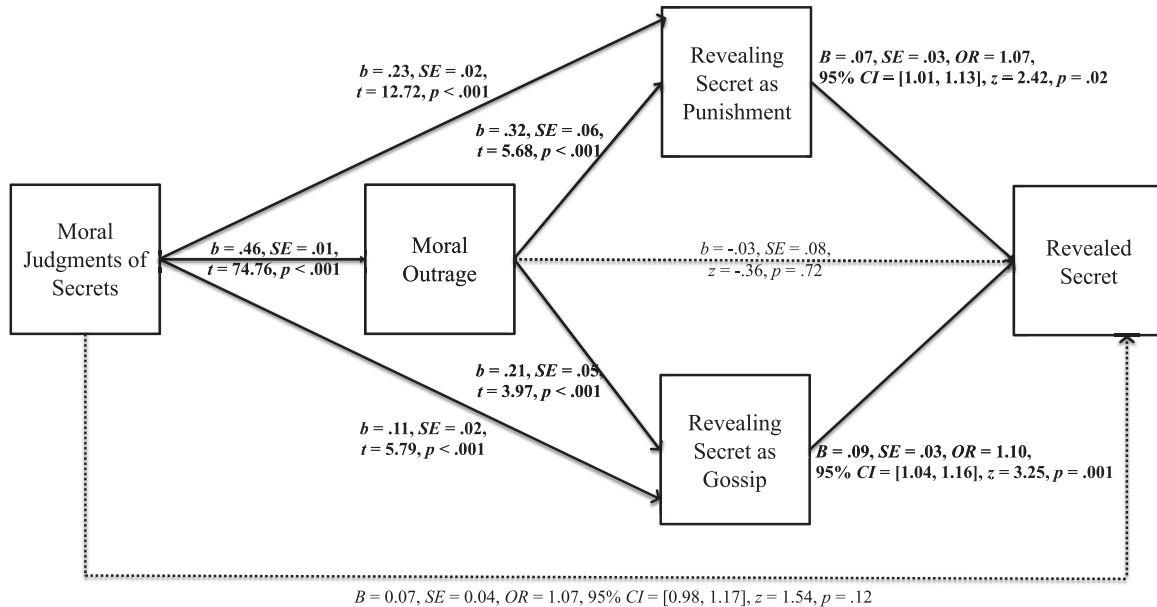 Revealing
Secret as
Punishment
B = .07, SE = .03, OR = 1.07,
95% CI = [1.01, 1.13], z = 2.42, p = .02
b = .23, SE = .02,
t = 12.72, p < .001
b = .32, SE = .06,
t = 5.68, p < .001
Moral
Judgments of
Secrets
b = .46, SE = .01,
t = 74.76, p < .001
Moral
Outrage
b = -.03, SE = .08,
z = -.36, p = .72
Revealed
Secret
b = .21, SE = .05,
t = 3.97, p < .001
b = .11, SE = .02,
t = 5.79, p < .001
Revealing
Secret as
Gossip
B = .09, SE = .03, OR = 1.10,
95% CI = [1.04, 1.16], z = 3.25, p = .001
B = 0.07, SE = 0.04, OR = 1.07, 95% CI = [0.98, 1.17], z = 1.54, p = .12